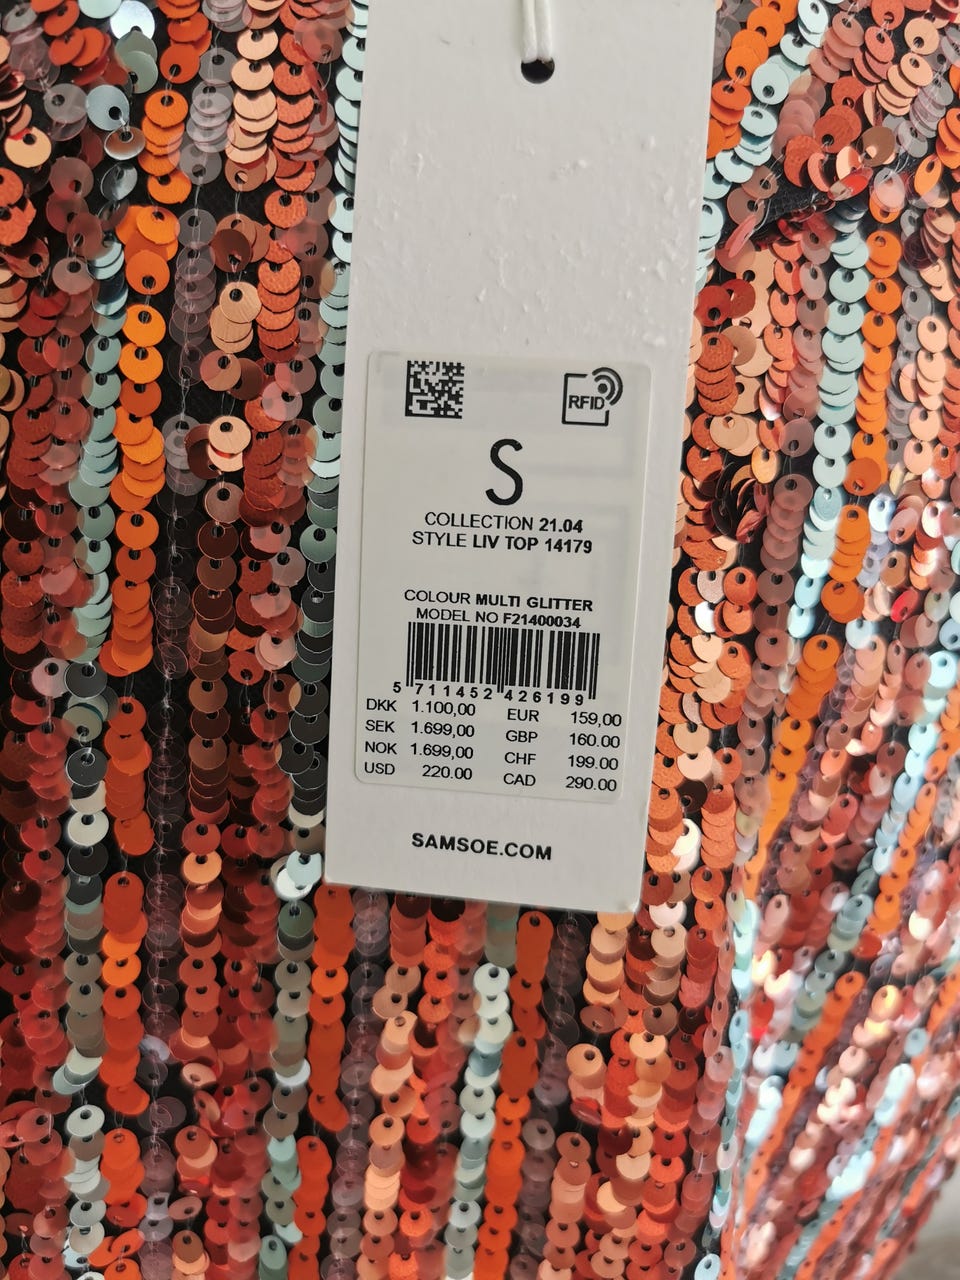 RFID
S
COLLECTION 21.04
STYLE LIV TOP 14179
COLOUR MULTI GLITTER
MODEL NO F21400034
5 711452 426199
DKK 1.100,00 EUR 159,00
SEK 1.699,00 GBP 160.00
NOK 1.699,00 CHF 199.00
USD 220.00 CAD 290.00
SAMSOE.COM